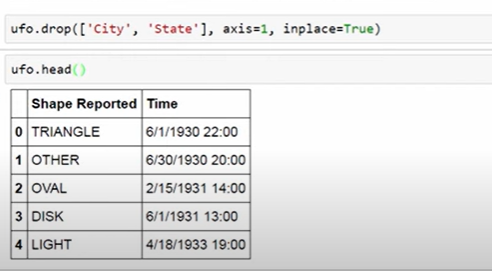 ufo.drop(['City', 'State'], axis=1, inplace=True)
ufo.head()
Shape Reported Time
0 TRIANGLE 6/1/1930 22:00
1 OTHER 6/30/1930 20:00
2 OVAL 2/15/1931 14:00
3 DISK 6/1/1931 13:00
4 LIGHT 4/18/1933 19:00